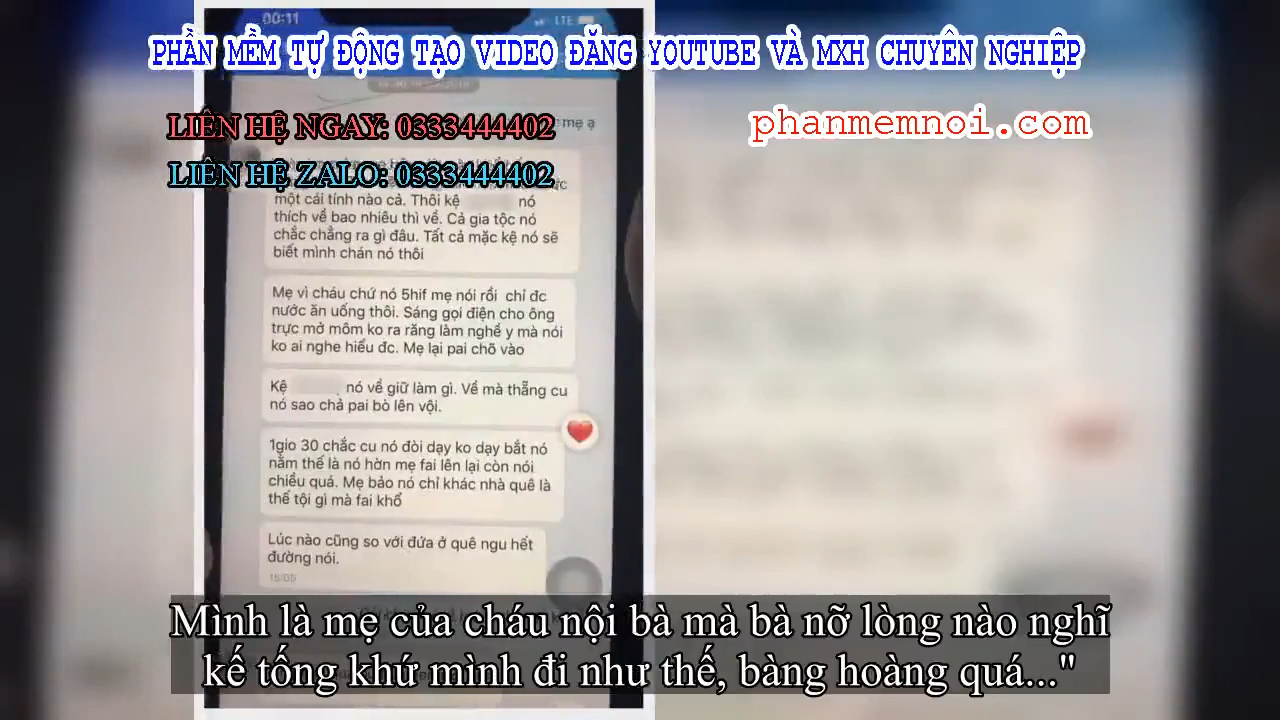 00:11
LTE
PHẦN MỀM TỰ ĐỘNG TẠO VIDEO ĐĂNG YOUTUBE VÀ MXH CHUYÊN NGHIỆP
LIÊN HỆ NGAY: 0333444402
mẹ ạ
phanmemnoi.com
LIÊN HỆ ZALO: 0333444402
một cái tính nào cả. Thôi kệ nó
thích về bao nhiêu thì về. Cả gia tộc nó
chắc chẳng ra gì đâu. Tất cả mặc kệ nó sẽ
biết mình chán nó thôi
Mẹ vì cháu chứ nó 5hif mẹ nói rồi chỉ đc
nước ăn uống thôi. Sáng gọi điện cho ông
trực mở môm ko ra răng làm nghề y mà nói
ko ai nghe hiểu đc. Mẹ lại pai chõ vào
Kệ nó về giữ làm gì. Về mà thẵng cu
nó sao chả pai bò lên vội.
1gio 30 chắc cu nó đòi dạy ko dạy bắt nó
nằm thế là nó hờn mẹ fai lên lại còn nói
chiều quá. Mẹ bảo nó chỉ khác nhà quê là
thế tội gì mà fai khổ
Lúc nào cũng so với đứa ở quê ngu hết
đường nói.
15:05
Mình là mẹ của cháu nội bà mà bà nỡ lòng nào nghĩ
kế tống khứ mình đi như thế, bàng hoàng quá..."